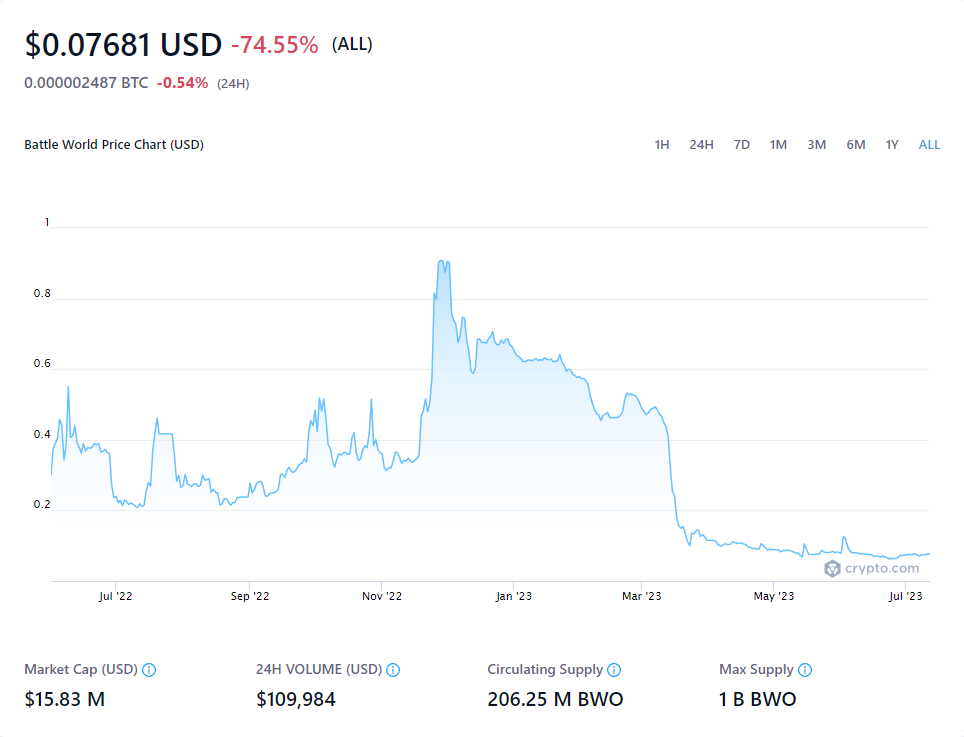 $0.07681 USD -74.55% (ALL)
0.000002487 BTC -0.54% (24H)
Battle World Price Chart (USD) 1H 24H 7D 1M 3M 6M 1Y ALL
1
0.8
0.6
0.4
0.2
crypto.com
Jul '22 Sep '22 Nov '22 Jan '23 Mar '23 May '23 Jul '23
Market Cap (USD) 24H VOLUME (USD) Circulating Supply Max Supply
$15.83 M $109,984 206.25 M BWO 1 B BWO